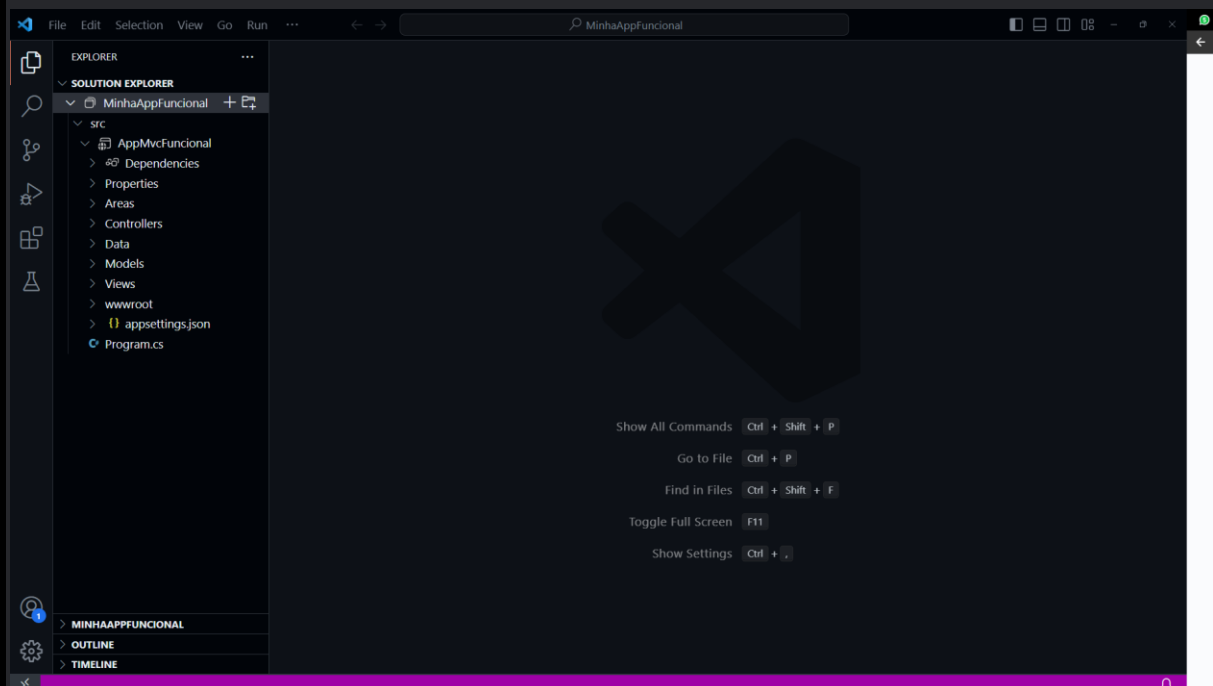 File Edit Selection View Go Run ···
MinhaAppFuncional
EXPLORER ···
SOLUTION EXPLORER
MinhaAppFuncional
src
AppMvcFuncional
Dependencies
Properties
Areas
Controllers
Data
Models
Views
wwwroot
{} appsettings.json
C# Program.cs
Show All Commands Ctrl + Shift + P
Go to File Ctrl + P
Find in Files Ctrl + Shift + F
Toggle Full Screen F11
Show Settings Ctrl + ,
1
MINHAAPPFUNCIONAL
OUTLINE
TIMELINE